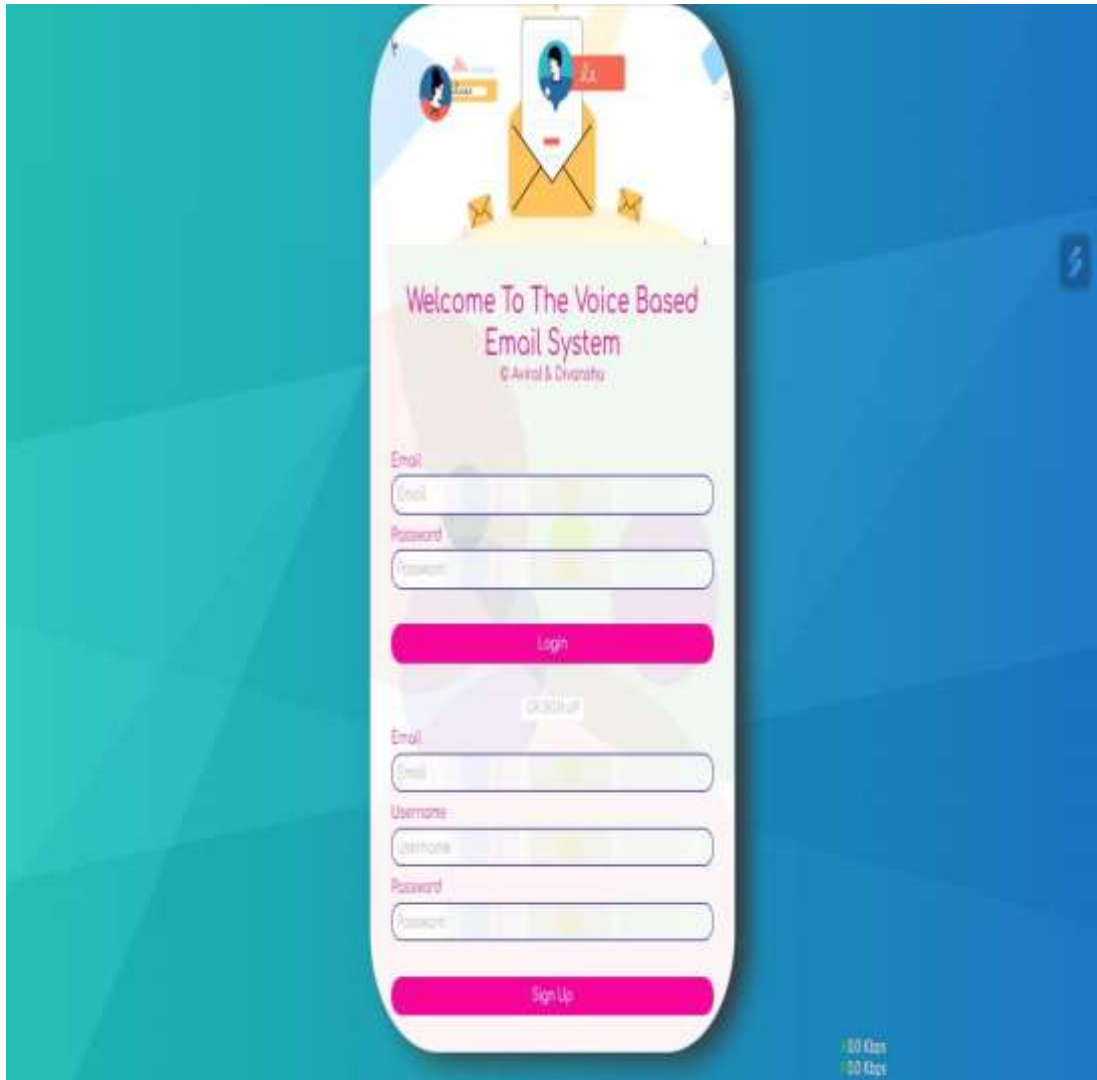 Welcome To The Voice Based
Email System
© Aviral & Divanshu
Email
Email
Password
Password
Login
OR SIGN UP
Email
Email
Username
Username
Password
Password
Sign Up
0.0 Kbps
0.0 Kbps